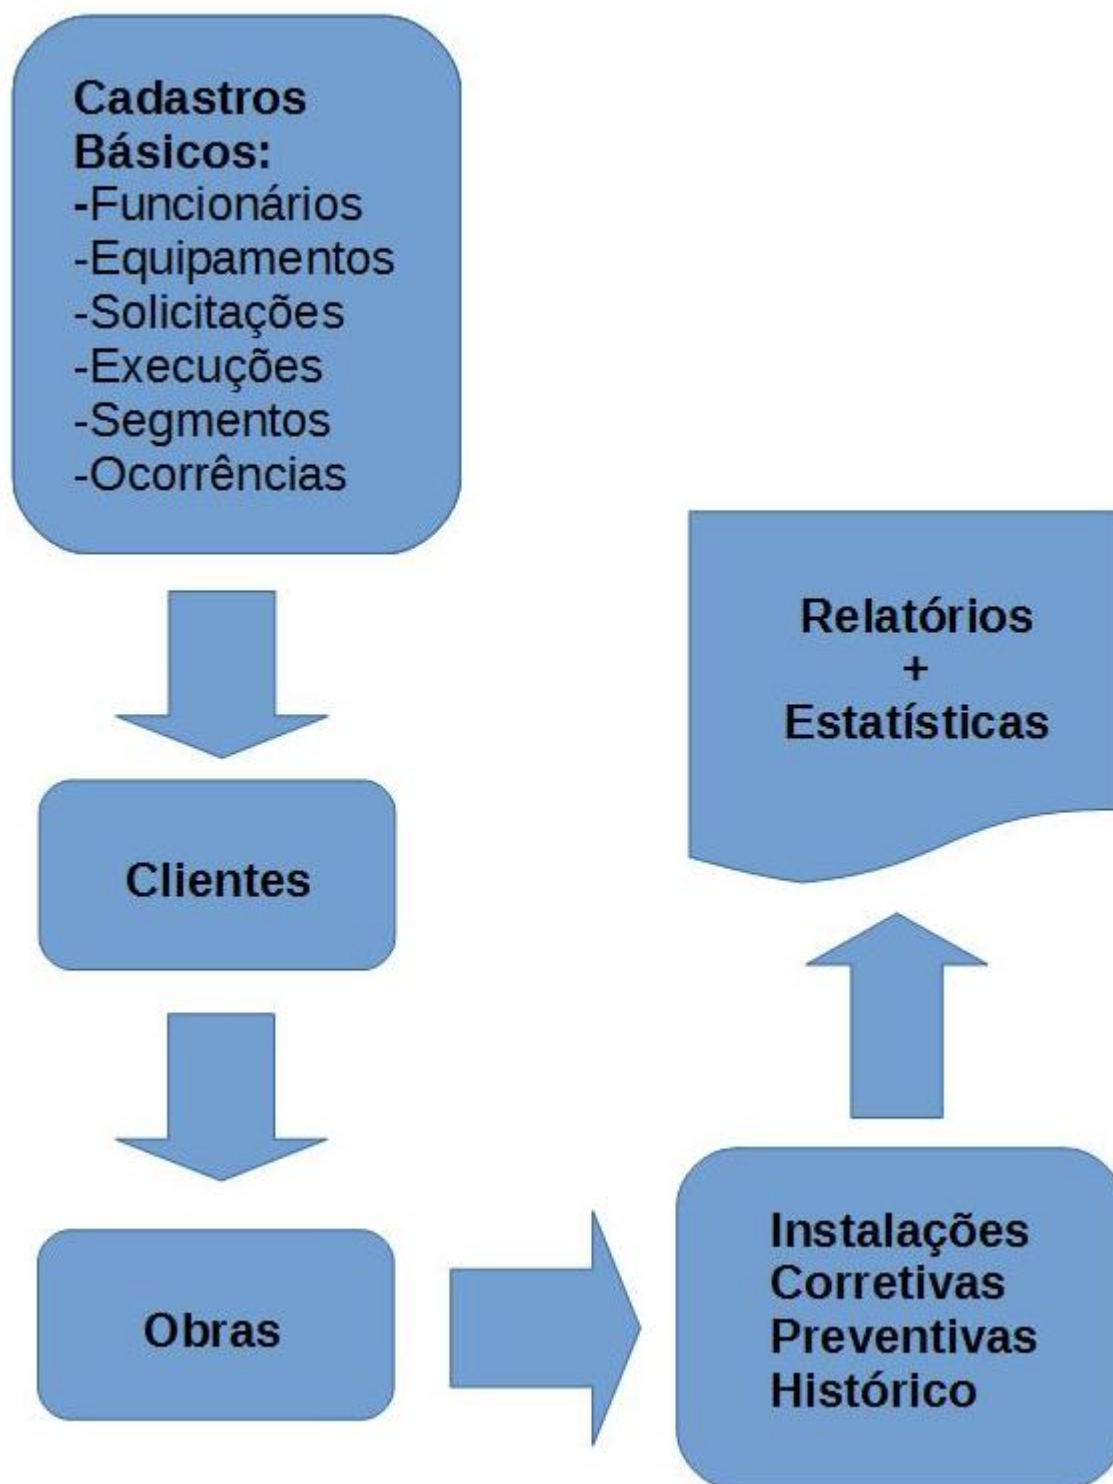 Cadastros
Básicos:
-Funcionários
-Equipamentos
-Solicitações
-Execuções
-Segmentos
-Ocorrências
Clientes
Obras
Instalações
Corretivas
Preventivas
Histórico
Relatórios
+
Estatísticas